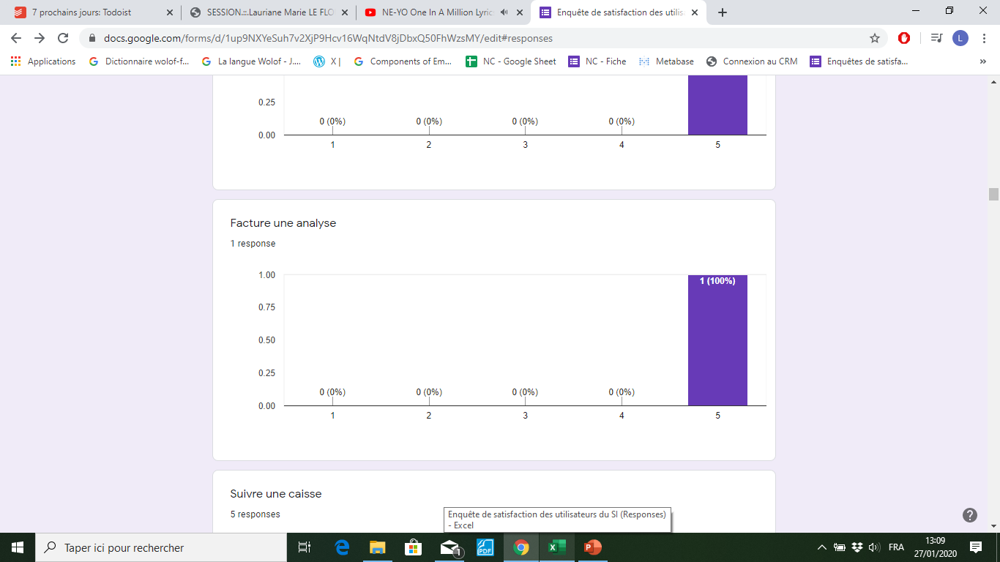 7 prochains jours: Todoist
SESSION.::.Lauriane Marie LE FLO
NE-YO One In A Million Lyric
Enquête de satisfaction des utilis
docs.google.com/forms/d/1up9NXYeSuh7v2XjP9Hcv16WqNtdV8jDbxQ50FhWzsMY/edit#responses
L
Applications
Dictionnaire wolof-f...
La langue Wolof - J....
X |
Components of Em...
NC - Google Sheet
NC - Fiche
Metabase
Connexion au CRM
Enquêtes de satisfa...
»
0.25
0.00
0 (0%) 0 (0%) 0 (0%) 0 (0%)
1 2 3 4 5
Facture une analyse
1 response
1.00
0.75
0.50
0.25
0.00
1 (100%)
0 (0%) 0 (0%) 0 (0%) 0 (0%)
1 2 3 4 5
Suivre une caisse
5 responses
Enquête de satisfaction des utilisateurs du SI (Responses)
- Excel
?
Taper ici pour rechercher
1
PDF
FRA
13:09
27/01/2020